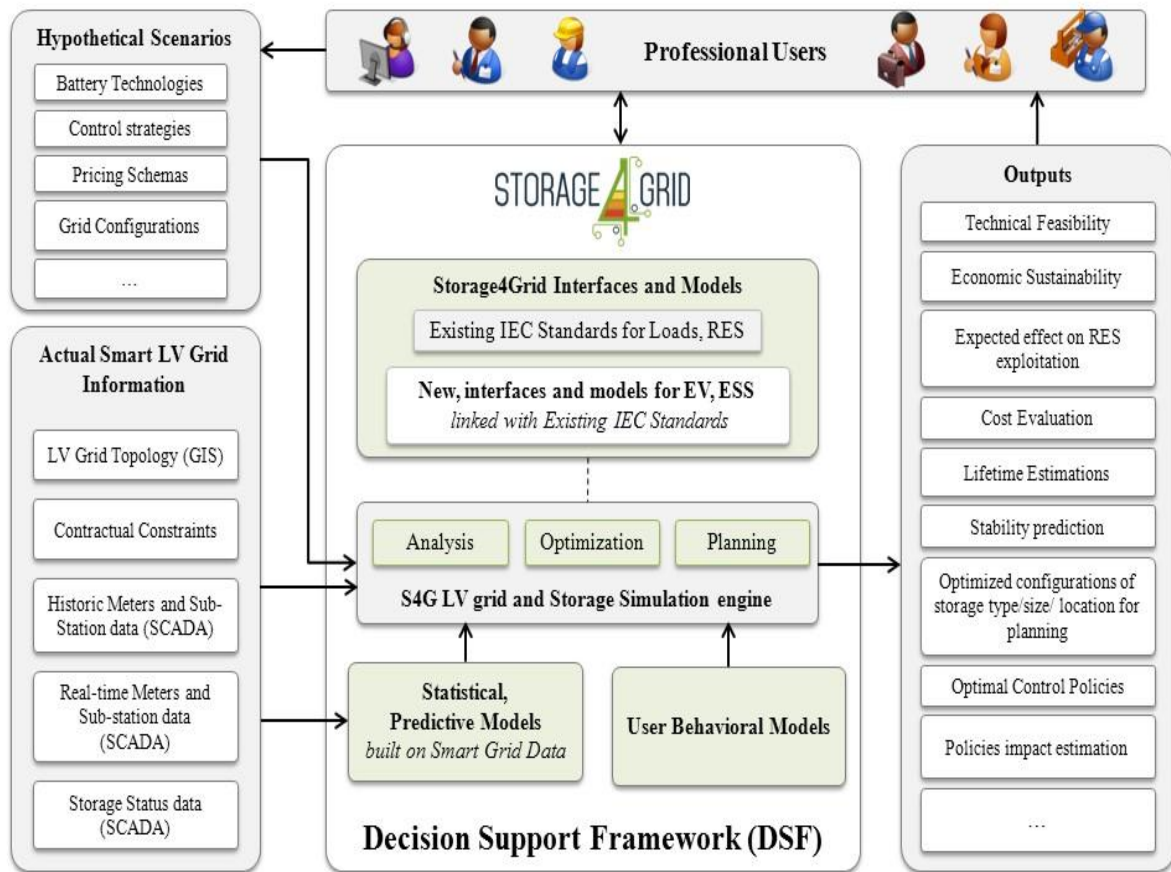 Hypothetical Scenarios
Battery Technologies
Control strategies
Pricing Schemas
Grid Configurations
…
Actual Smart LV Grid
Information
LV Grid Topology (GIS)
Contractual Constraints
Historic Meters and Sub-
Station data (SCADA)
Real-time Meters and
Sub-station data
(SCADA)
Storage Status data
(SCADA)
Professional Users
STORAGE 4 GRID
Storage4Grid Interfaces and Models
Existing IEC Standards for Loads, RES
New, interfaces and models for EV, ESS
linked with Existing IEC Standards
Analysis
Optimization
Planning
S4G LV grid and Storage Simulation engine
Statistical,
Predictive Models
built on Smart Grid Data
User Behavioral Models
Decision Support Framework (DSF)
Outputs
Technical Feasibility
Economic Sustainability
Expected effect on RES
exploitation
Cost Evaluation
Lifetime Estimations
Stability prediction
Optimized configurations of
storage type/size/ location for
planning
Optimal Control Policies
Policies impact estimation
…